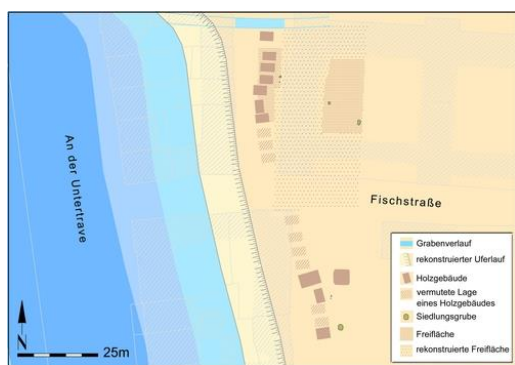 An der Untertrave
Fischstraße
Grabenverlauf
rekonstruierter Uferlauf
Holzgebäude
vermutete Lage
eines Holzgebäudes
Siedlungsgrube
Freifläche
rekonstruierte Freifläche
N
25m